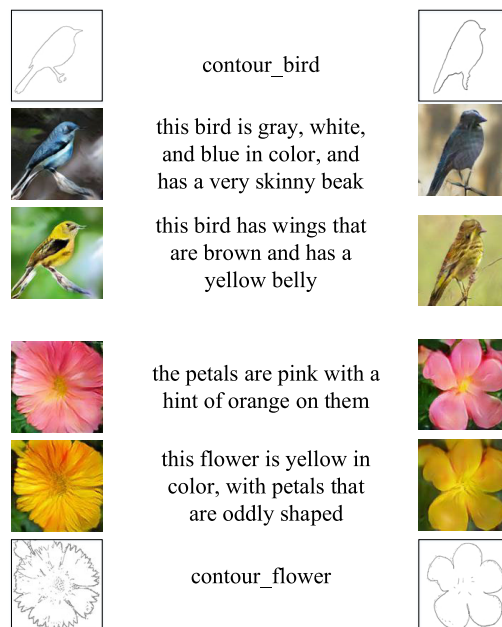 contour_bird
this bird is gray, white,
and blue in color, and
has a very skinny beak
this bird has wings that
are brown and has a
yellow belly
the petals are pink with a
hint of orange on them
this flower is yellow in
color, with petals that
are oddly shaped
contour_flower